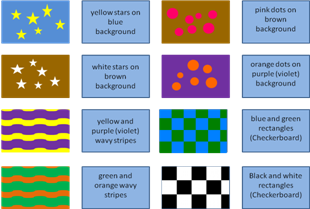 yellow stars on
blue
background
pink dots on
brown
background
white stars on
brown
background
orange dots on
purple (violet)
background
yellow and
purple (violet)
wavy stripes
blue and green
rectangles
(Checkerboard)
green and
orange wavy
stripes
Black and white
rectangles
(Checkerboard)